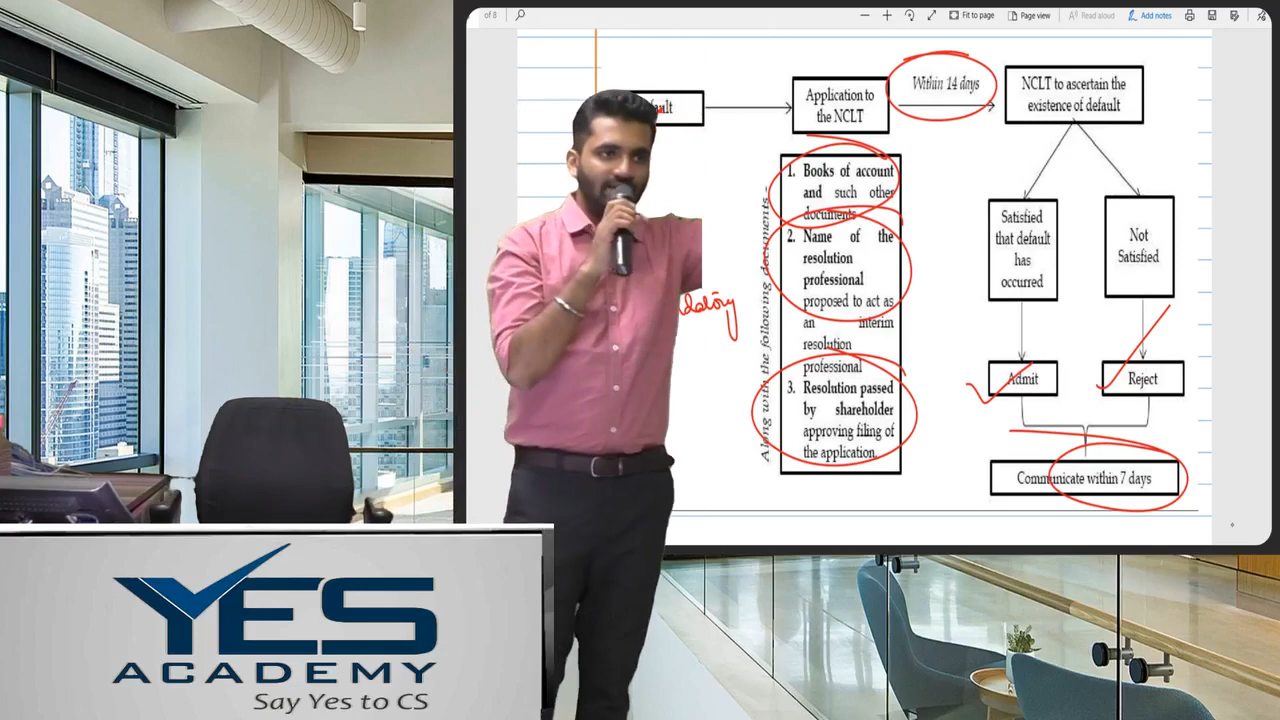 of 8
Fit to page
Page view
Read aloud
Add notes
Application to
the NCLT
Within 14 days
NCLT to ascertain the
existence of default
Along with the following documents-
1. Books of account
and such other
documents
2. Name of the
resolution
professional
proposed to act as
an interim
resolution
professional
3. Resolution passed
by shareholder
approving filing of
the application.
Satisfied
that default
has
occurred
Not
Satisfied
Admit
Reject
Communicate within 7 days
YES
ACADEMY
Say Yes to CS